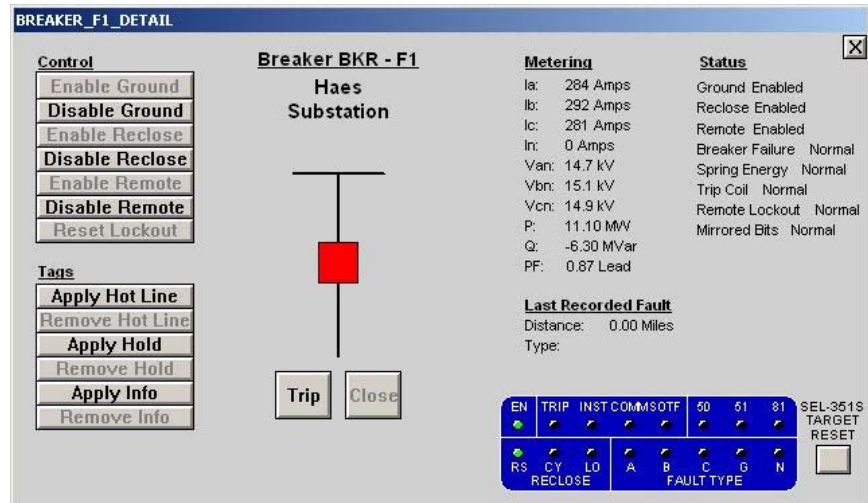 BREAKER_F1_DETAIL
X
Control
Enable Ground
Disable Ground
Enable Reclose
Disable Reclose
Enable Remote
Disable Remote
Reset Lockout
Tags
Apply Hot Line
Remove Hot Line
Apply Hold
Remove Hold
Apply Info
Remove Info
Breaker BKR - F1
Haes
Substation
Trip
Close
Metering
Ia: 284 Amps
Ib: 292 Amps
Ic: 281 Amps
In: 0 Amps
Van: 14.7 kV
Vbn: 15.1 kV
Vcn: 14.9 kV
P: 11.10 MW
Q: -6.30 MVar
PF: 0.87 Lead
Last Recorded Fault
Distance: 0.00 Miles
Type:
Status
Ground Enabled
Reclose Enabled
Remote Enabled
Breaker Failure Normal
Spring Energy Normal
Trip Coil Normal
Remote Lockout Normal
Mirrored Bits Normal
EN TRIP INST COMM SOTF 50 51 81
RS CY LO A B C G N
RECLOSE FAULT TYPE
SEL-351S
TARGET
RESET